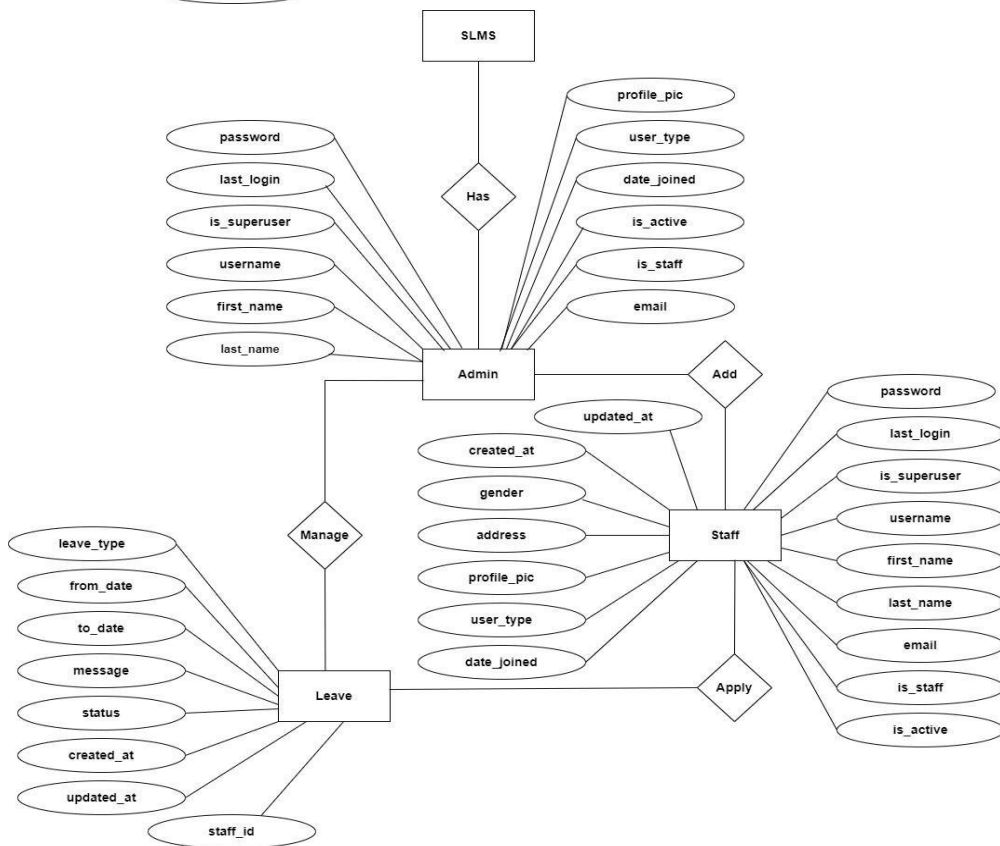 SLMS
profile_pic
password
user_type
last_login
date_joined
Has
is_superuser
is_active
username
is_staff
first_name
email
last_name
Admin
Add
password
updated_at
last_login
created_at
is_superuser
gender
username
Manage
address
Staff
leave_type
first_name
profile_pic
from_date
last_name
user_type
to_date
email
date_joined
message
is_staff
Leave
Apply
status
is_active
created_at
updated_at
staff_id